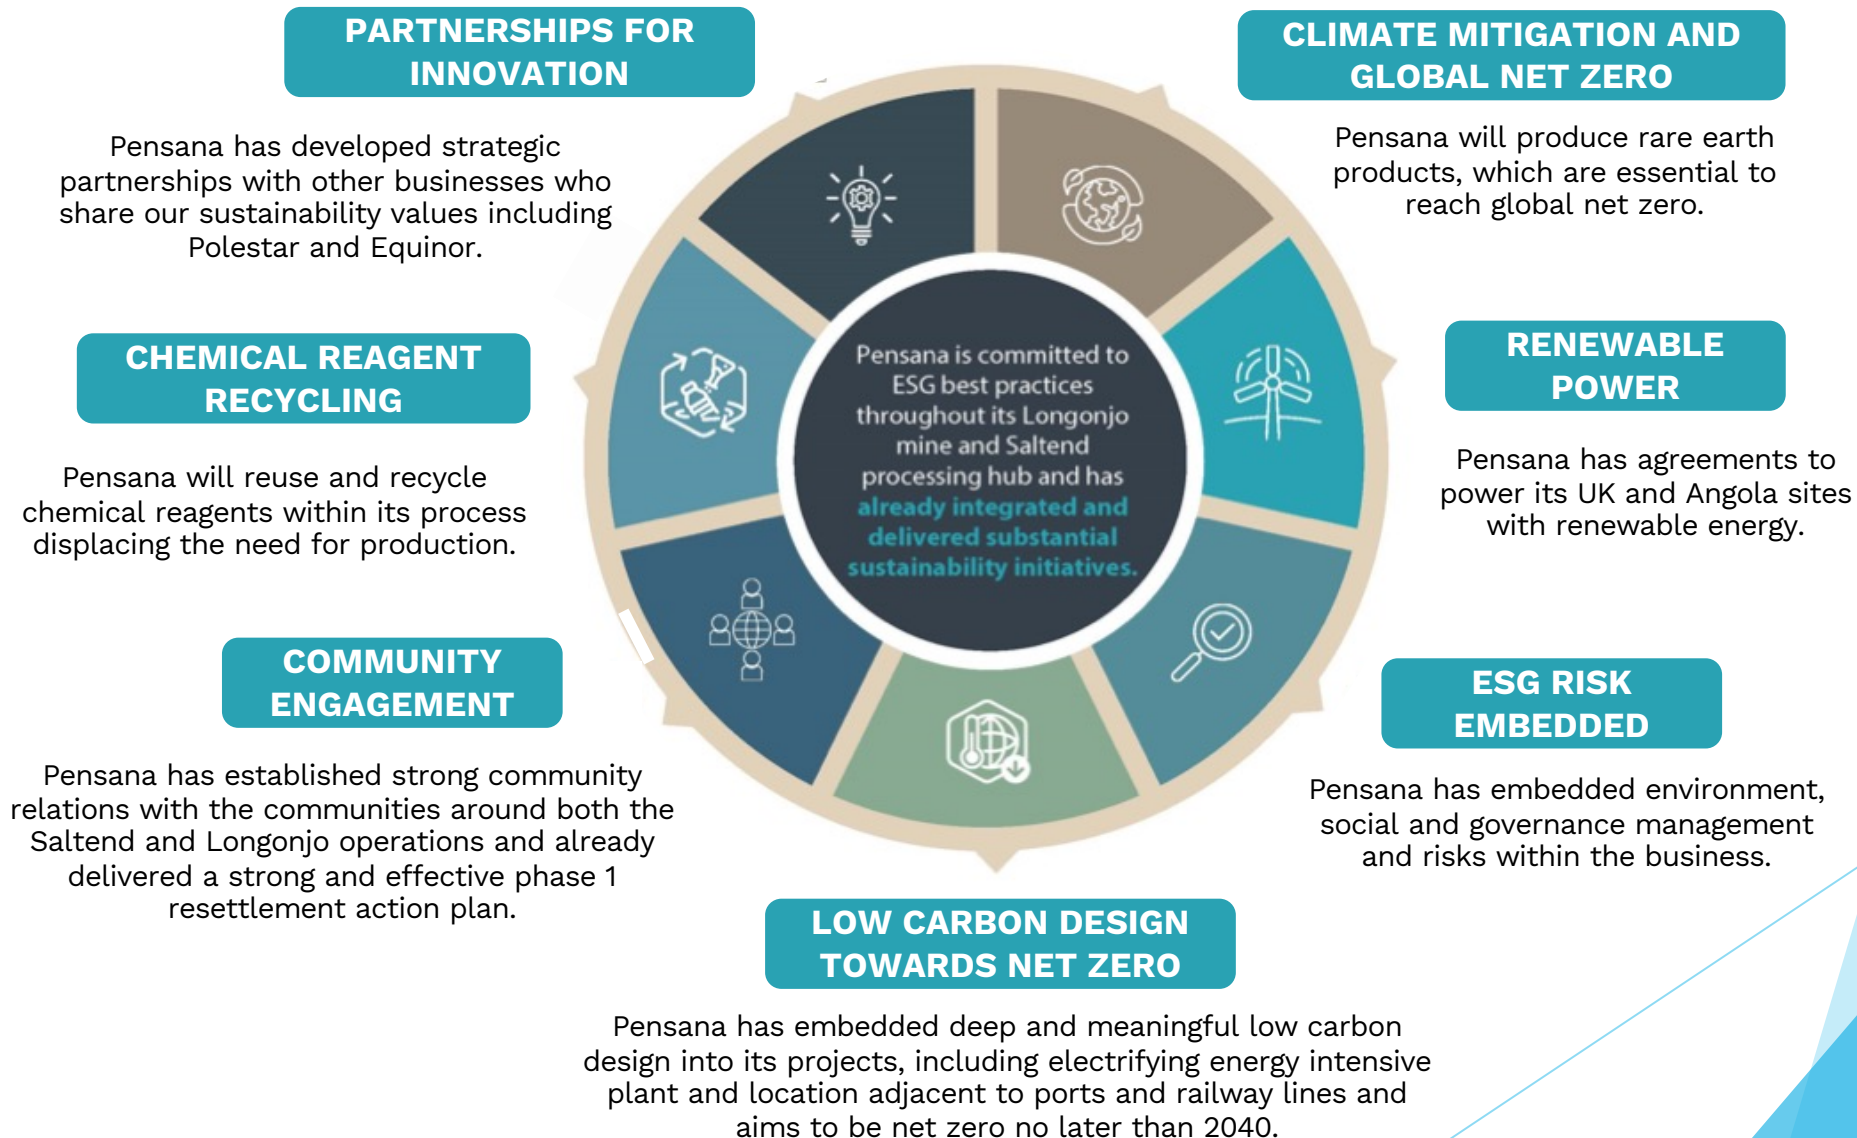 PARTNERSHIPS FOR
INNOVATION
Pensana has developed strategic
partnerships with other businesses who
share our sustainability values including
Polestar and Equinor.
CLIMATE MITIGATION AND
GLOBAL NET ZERO
Pensana will produce rare earth
products, which are essential to
reach global net zero.
CHEMICAL REAGENT
RECYCLING
Pensana will reuse and recycle
chemical reagents within its process
displacing the need for production.
Pensana is committed to
ESG best practices
throughout its Longonjo
mine and Saltend
processing hub and has
already integrated and
delivered substantial
sustainability initiatives.
RENEWABLE
POWER
Pensana has agreements to
power its UK and Angola sites
with renewable energy.
COMMUNITY
ENGAGEMENT
Pensana has established strong community
relations with the communities around both the
Saltend and Longonjo operations and already
delivered a strong and effective phase 1
resettlement action plan.
ESG RISK
EMBEDDED
Pensana has embedded environment,
social and governance management
and risks within the business.
LOW CARBON DESIGN
TOWARDS NET ZERO
Pensana has embedded deep and meaningful low carbon
design into its projects, including electrifying energy intensive
plant and location adjacent to ports and railway lines and
aims to be net zero no later than 2040.